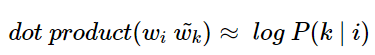 dot product(wᵢ w̃ₖ) ≈ log P(k | i)